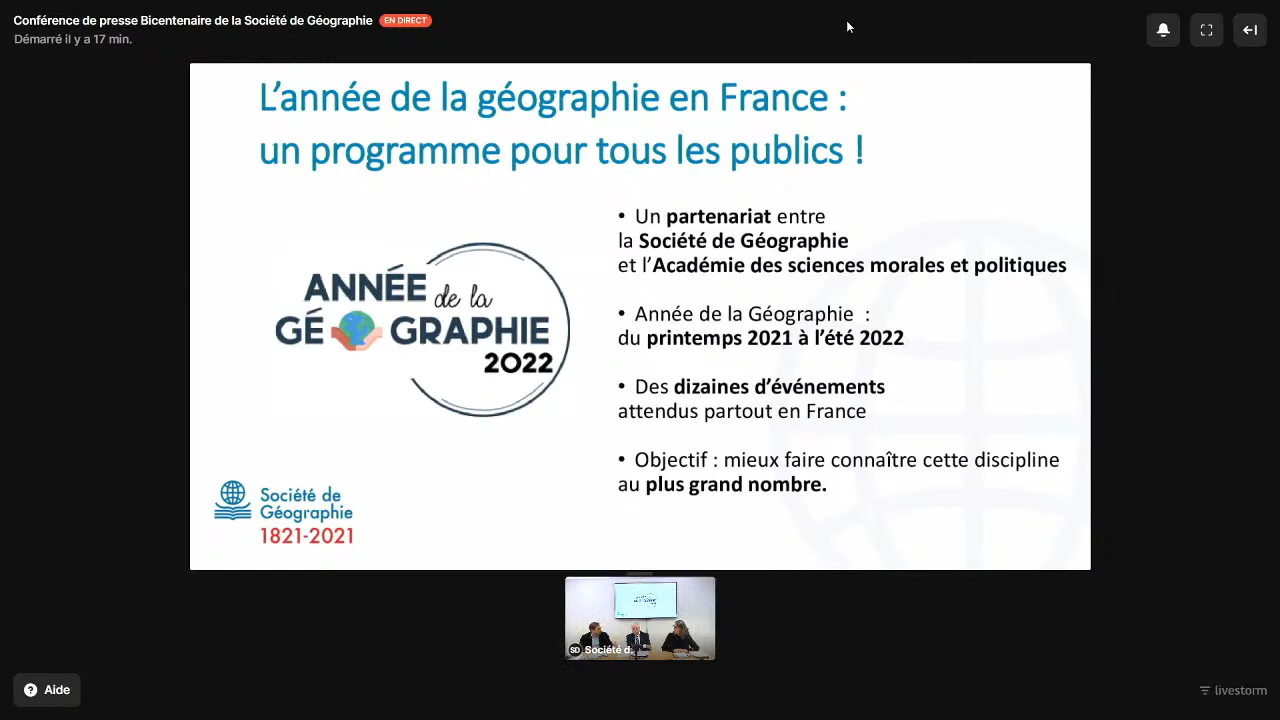 Conférence de presse Bicentenaire de la Société de Géographie EN DIRECT
Démarré il y a 17 min.
L'année de la géographie en France :
un programme pour tous les publics !
ANNÉE de la
GÉ GRAPHIE
2022
• Un partenariat entre
la Société de Géographie
et l'Académie des sciences morales et politiques
• Année de la Géographie :
du printemps 2021 à l'été 2022
• Des dizaines d'événements
attendus partout en France
• Objectif : mieux faire connaître cette discipline
au plus grand nombre.
Société de
Géographie
1821-2021
SD Société d
Aide
livestorm